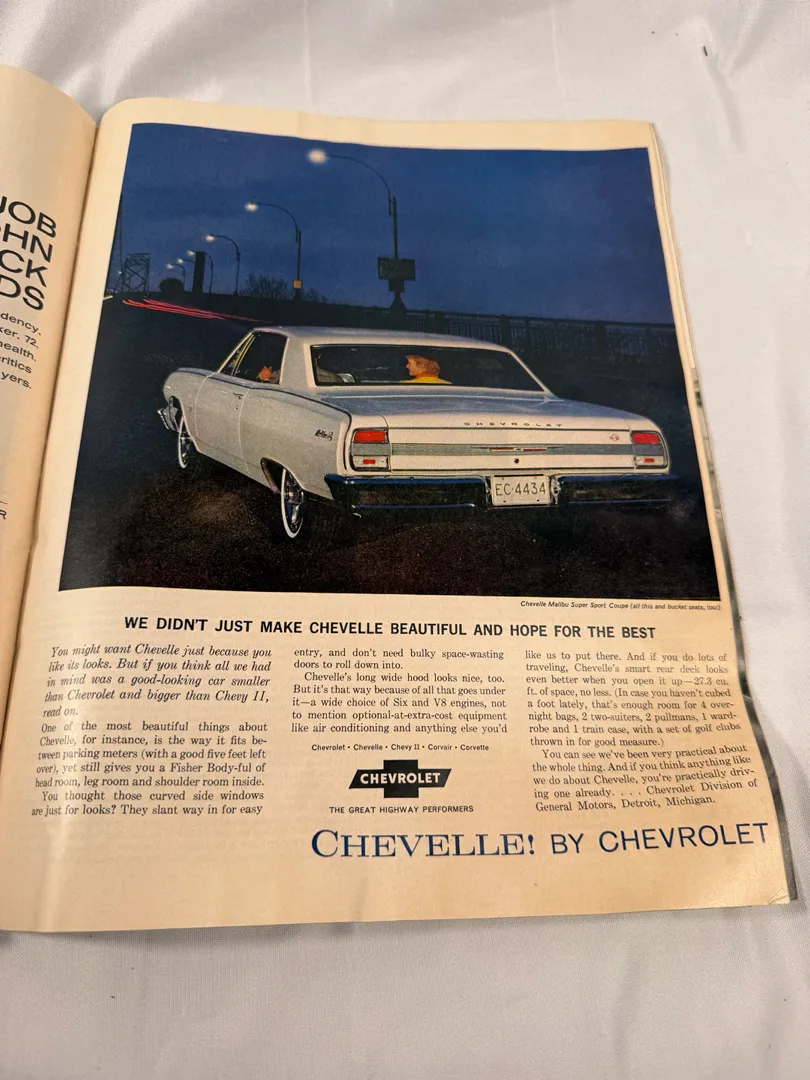 JOB
OHN
CK
DS
dency,
ker, 72,
health.
ritics
yers.
R
CHEVROLET
EC·4434
Chevelle Malibu Super Sport Coupe (all this and bucket seats, too!)
WE DIDN'T JUST MAKE CHEVELLE BEAUTIFUL AND HOPE FOR THE BEST
You might want Chevelle just because you
like its looks. But if you think all we had
in mind was a good-looking car smaller
than Chevrolet and bigger than Chevy II,
read on.
One of the most beautiful things about
Chevelle, for instance, is the way it fits be-
tween parking meters (with a good five feet left
over), yet still gives you a Fisher Body-ful of
head room, leg room and shoulder room inside.
You thought those curved side windows
are just for looks? They slant way in for easy
entry, and don't need bulky space-wasting
doors to roll down into.
Chevelle's long wide hood looks nice, too.
But it's that way because of all that goes under
it—a wide choice of Six and V8 engines, not
to mention optional-at-extra-cost equipment
like air conditioning and anything else you'd
like us to put there. And if you do lots of
traveling, Chevelle's smart rear deck looks
even better when you open it up—27.3 cu.
ft. of space, no less. (In case you haven't cubed
a foot lately, that's enough room for 4 over-
night bags, 2 two-suiters, 2 pullmans, 1 ward-
robe and 1 train case, with a set of golf clubs
thrown in for good measure.)
You can see we've been very practical about
the whole thing. And if you think anything like
we do about Chevelle, you're practically driv-
ing one already. . . . Chevrolet Division of
General Motors, Detroit, Michigan.
Chevrolet • Chevelle • Chevy II • Corvair • Corvette
CHEVROLET
THE GREAT HIGHWAY PERFORMERS
CHEVELLE! BY CHEVROLET